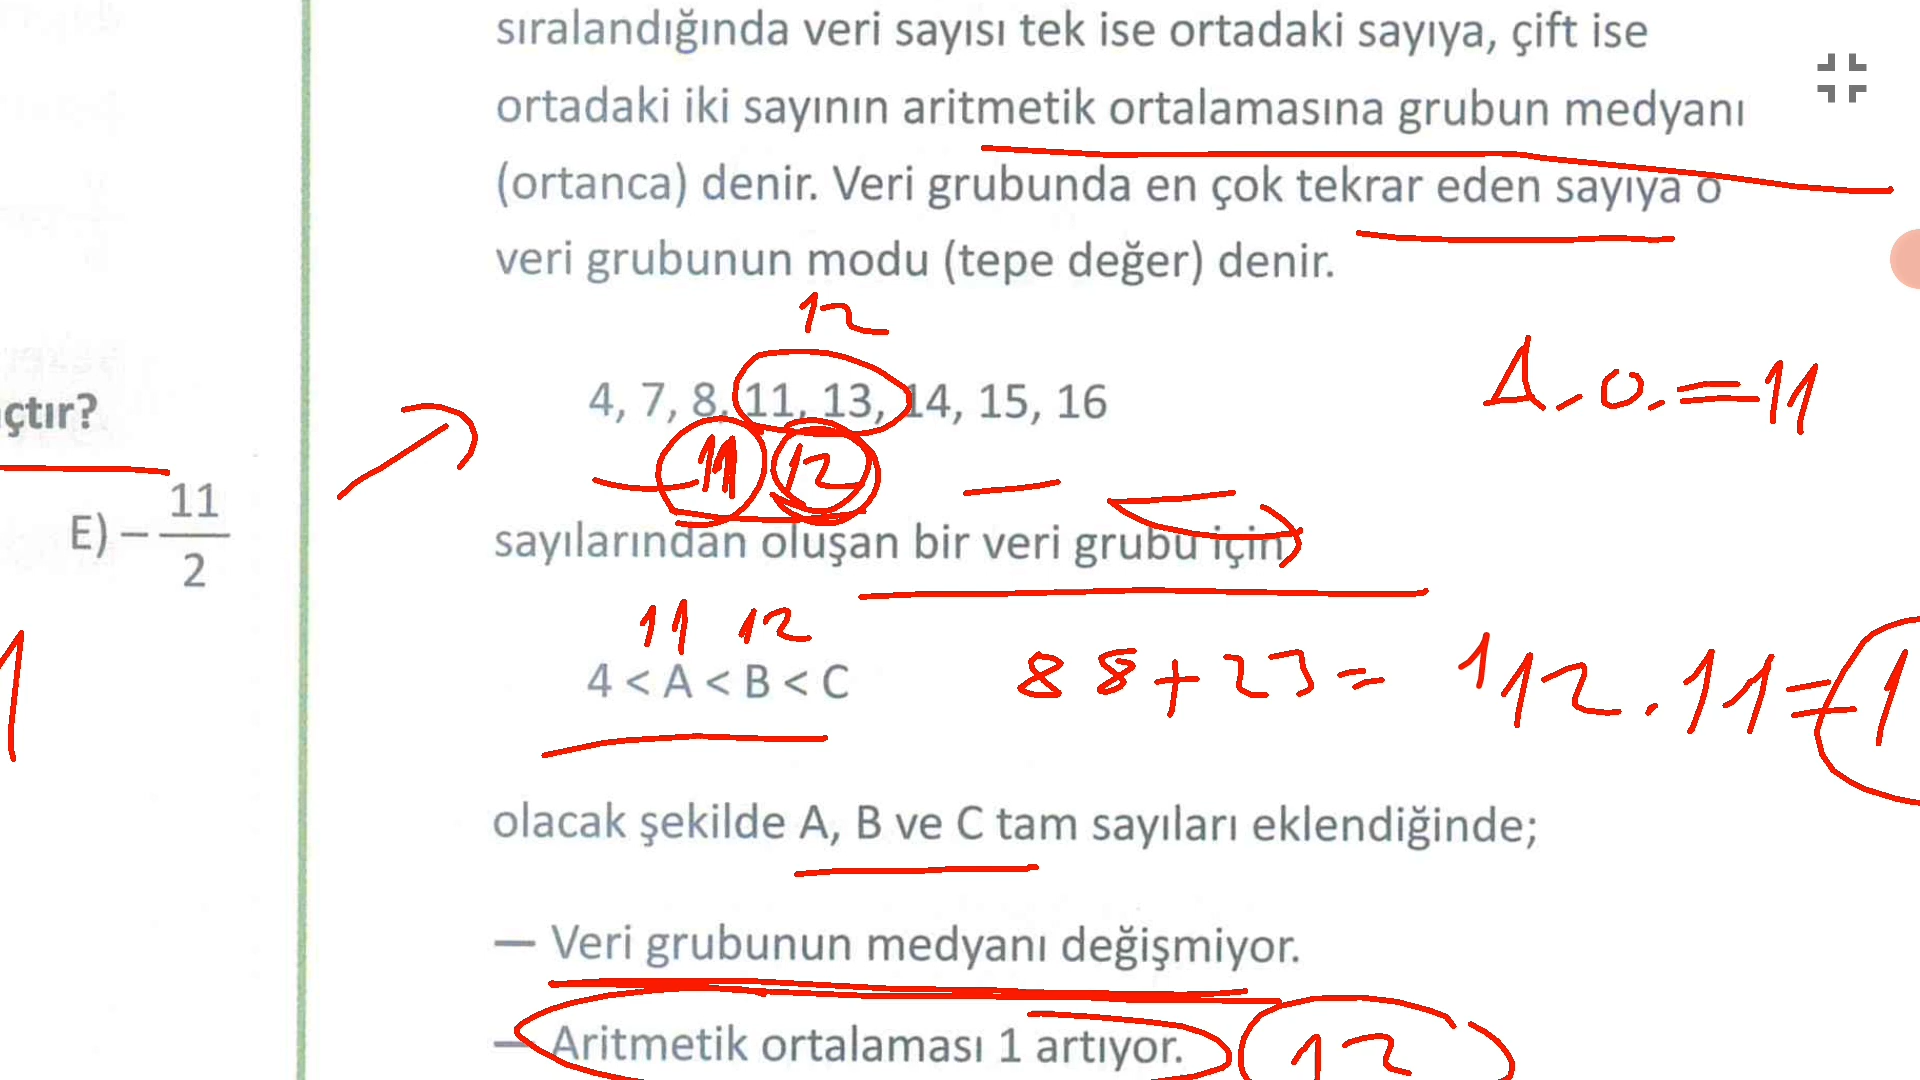 sıralandığında veri sayısı tek ise ortadaki sayıya, çift ise
ortadaki iki sayının aritmetik ortalamasına grubun medyanı
(ortanca) denir. Veri grubunda en çok tekrar eden sayıya o
veri grubunun modu (tepe değer) denir.
12
4, 7, 8, 11, 13, 14, 15, 16
A.O. = 11
11 12
sayılarından oluşan bir veri grubu için
11 12
4 < A < B < C
88 + 23 = 112 . 11 = 1
olacak şekilde A, B ve C tam sayıları eklendiğinde;
— Veri grubunun medyanı değişmiyor.
— Aritmetik ortalaması 1 artıyor. 12
çtır?
E) – 11/2
1